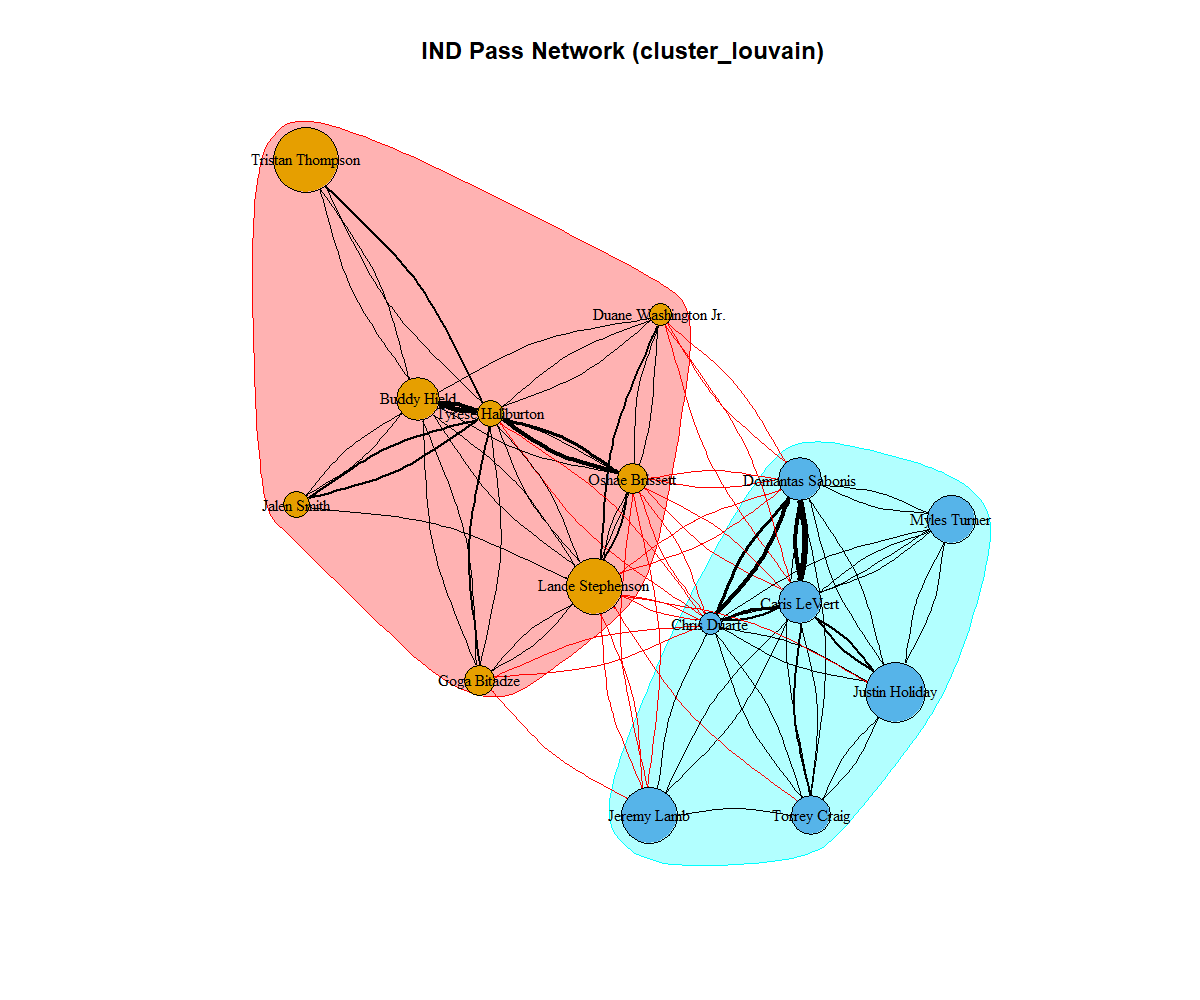 IND Pass Network (cluster_louvain)
Tristan Thompson
Duane Washington Jr.
Buddy Hield
Tyrese Haliburton
Oshae Brissett
Domantas Sabonis
Jalen Smith
Myles Turner
Lance Stephenson
Caris LeVert
Chris Duarte
Goga Bitadze
Justin Holiday
Jeremy Lamb
Torrey Craig